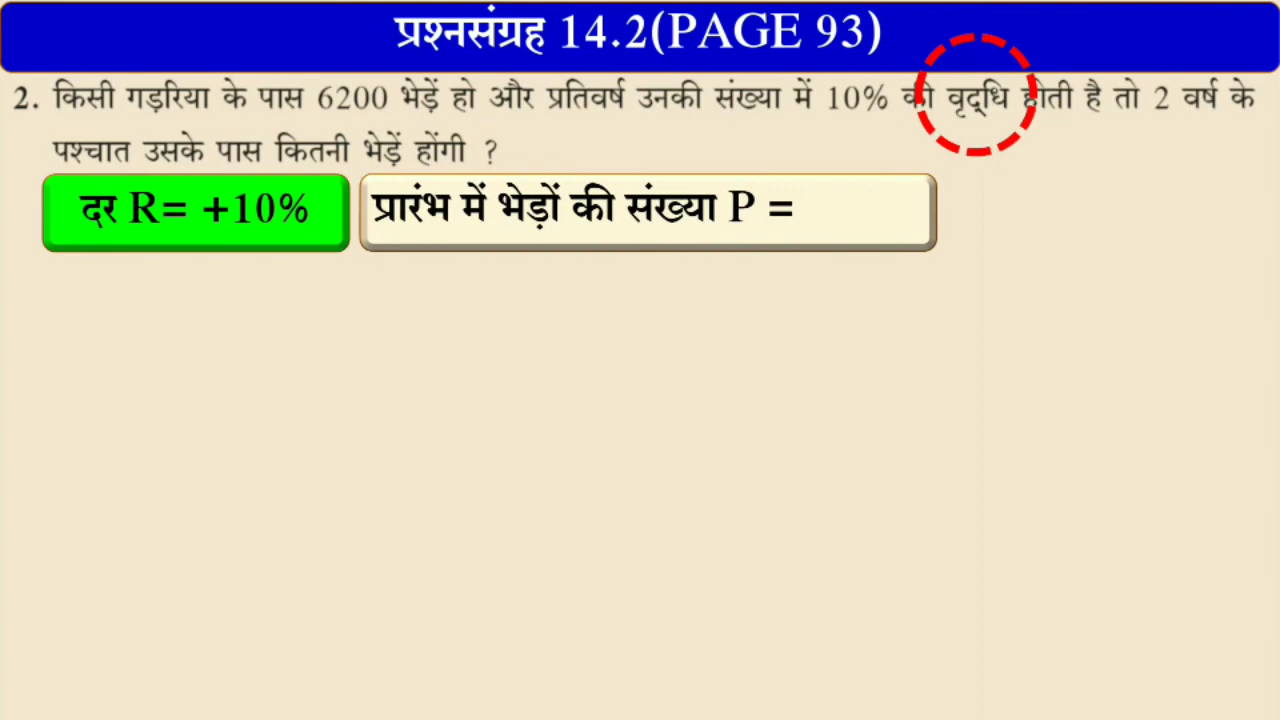 प्रश्नसंग्रह 14.2(PAGE 93)
2. किसी गड़रिया के पास 6200 भेड़ें हो और प्रतिवर्ष उनकी संख्या में 10% की वृद्धि होती है तो 2 वर्ष के
पश्चात उसके पास कितनी भेड़ें होंगी ?
दर R= +10% प्रारंभ में भेड़ों की संख्या P =